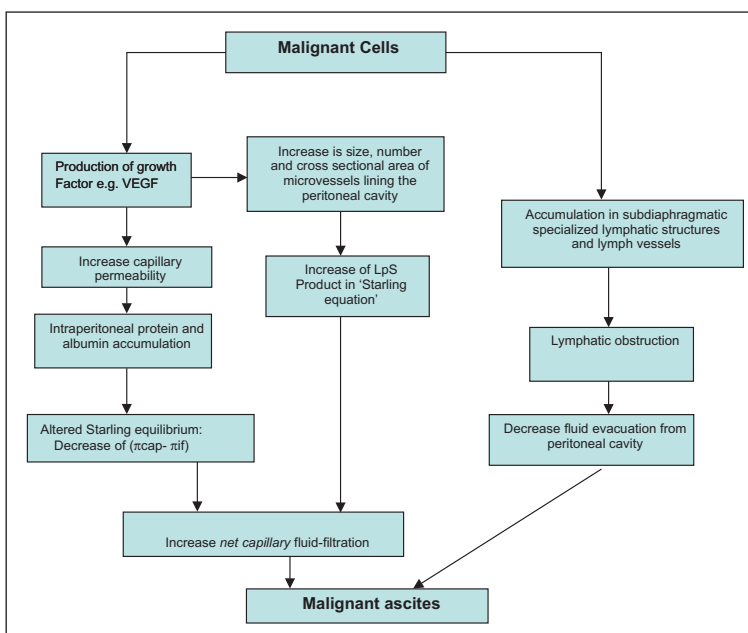 Malignant Cells
Production of growth
Factor e.g. VEGF
Increase is size, number
and cross sectional area of
microvessels lining the
peritoneal cavity
Accumulation in subdiaphragmatic
specialized lymphatic structures
and lymph vessels
Increase capillary
permeability
Increase of LpS
Product in ‘Starling
equation’
Intraperitoneal protein and
albumin accumulation
Lymphatic obstruction
Altered Starling equilibrium:
Decrease of (πcap- πif)
Decrease fluid evacuation from
peritoneal cavity
Increase net capillary fluid-filtration
Malignant ascites